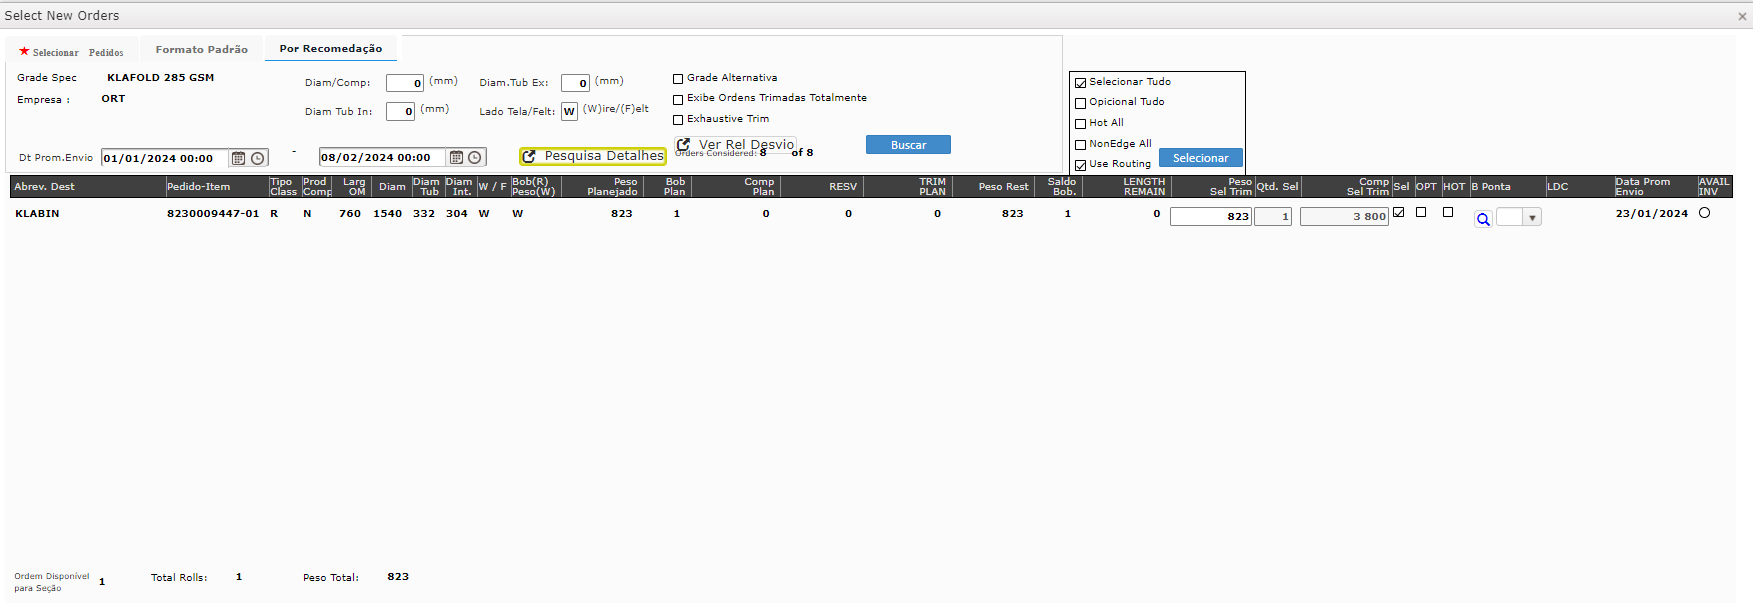 Select New Orders
Selecionar Pedidos
Formato Padrão
Por Recomedação
Grade Spec KLAFOLD 285 GSM
Empresa : ORT
Diam/Comp: 0 (mm)
Diam.Tub Ex: 0 (mm)
Diam Tub In: 0 (mm)
Lado Tela/Felt: W (W)ire/(F)elt
Grade Alternativa
Exibe Ordens Trimadas Totalmente
Exhaustive Trim
Dt Prom.Envio 01/01/2024 00:00 - 08/02/2024 00:00
Pesquisa Detalhes
Ver Rel Desvio
Orders Considered: 8 of 8
Buscar
Selecionar Tudo
Opicional Tudo
Hot All
NonEdge All
Use Routing
Selecionar
Abrev. Dest
Pedido-Item
Tipo Class
Prod Comp
Larg OM
Diam
Diam Tub
Diam Int.
W / F
Bob(R) Peso(W)
Peso Planejado
Bob Plan
Comp Plan
RESV
TRIM PLAN
Peso Rest
Saldo Bob.
LENGTH REMAIN
Peso Sel Trim
Qtd. Sel
Comp Sel Trim
Sel
OPT
HOT
B Ponta
LDC
Data Prom Envio
AVAIL INV
KLABIN 8230009447-01 R N 760 1540 332 304 W W 823 1 0 0 0 823 1 0 823 1 3 800 23/01/2024
Ordem Disponível para Seção 1
Total Rolls: 1
Peso Total: 823